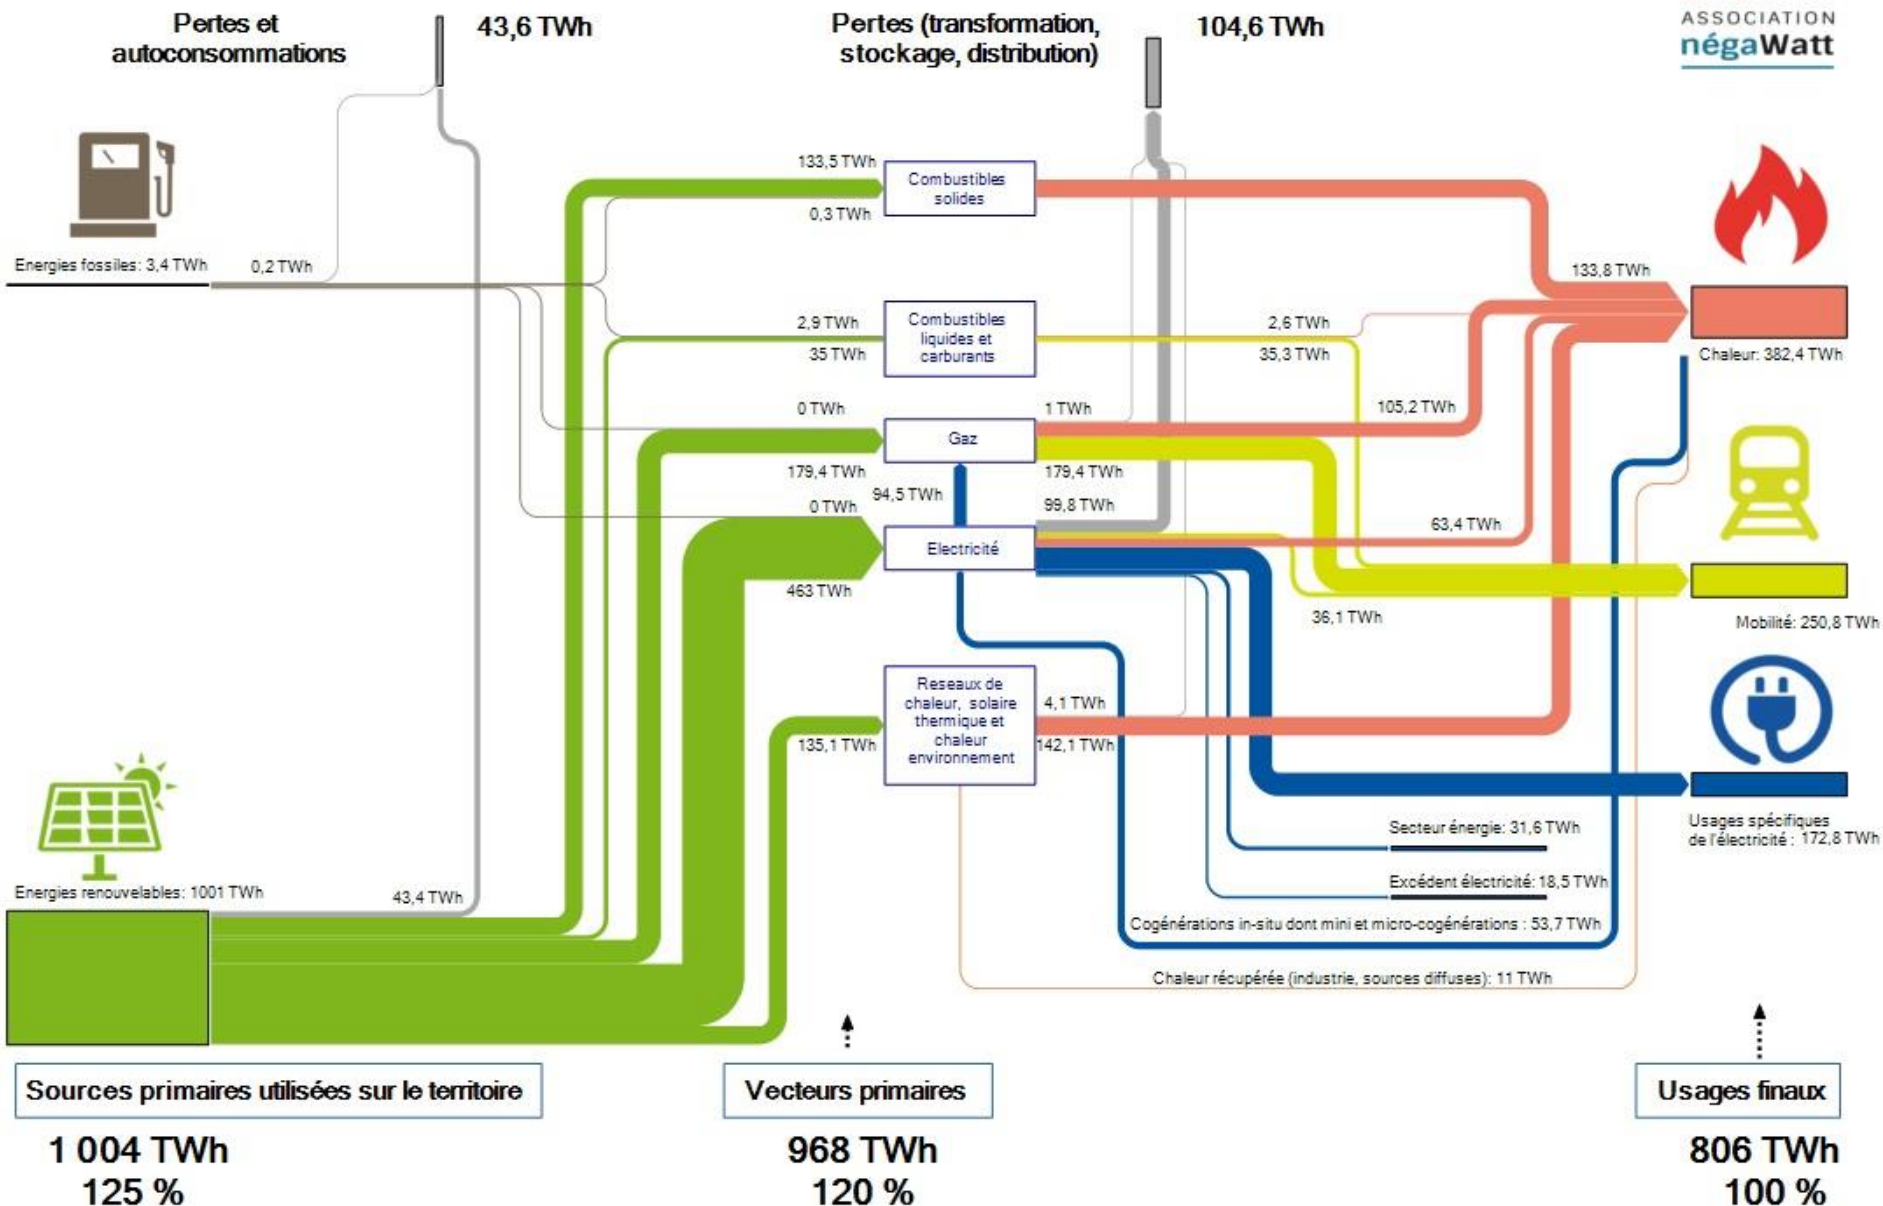 Pertes et
autoconsommations
43,6 TWh
Pertes (transformation,
stockage, distribution)
104,6 TWh
ASSOCIATION
négaWatt
133,5 TWh
Combustibles
solides
0,3 TWh
Energies fossiles: 3,4 TWh
0,2 TWh
133,8 TWh
2,9 TWh
Combustibles
liquides et
carburants
35 TWh
2,6 TWh
35,3 TWh
Chaleur: 382,4 TWh
0 TWh
Gaz
1 TWh
105,2 TWh
179,4 TWh
179,4 TWh
94,5 TWh
0 TWh
99,8 TWh
63,4 TWh
Electricité
463 TWh
36,1 TWh
Mobilité: 250,8 TWh
Reseaux de
chaleur, solaire
thermique et
chaleur
environnement
4,1 TWh
135,1 TWh
142,1 TWh
Usages spécifiques
de l'électricité : 172,8 TWh
Secteur énergie: 31,6 TWh
Excédent électricité: 18,5 TWh
Energies renouvelables: 1001 TWh
43,4 TWh
Cogénérations in-situ dont mini et micro-cogénérations : 53,7 TWh
Chaleur récupérée (industrie, sources diffuses): 11 TWh
Sources primaires utilisées sur le territoire
Vecteurs primaires
Usages finaux
1 004 TWh
968 TWh
806 TWh
125 %
120 %
100 %